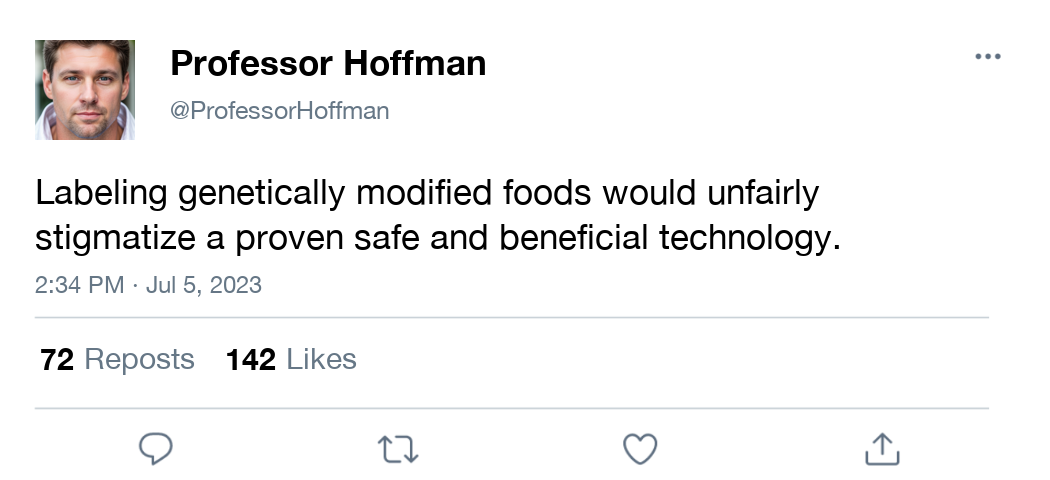 Professor Hoffman
@ProfessorHoffman
Labeling genetically modified foods would unfairly
stigmatize a proven safe and beneficial technology.
2:34 PM · Jul 5, 2023
72 Reposts 142 Likes